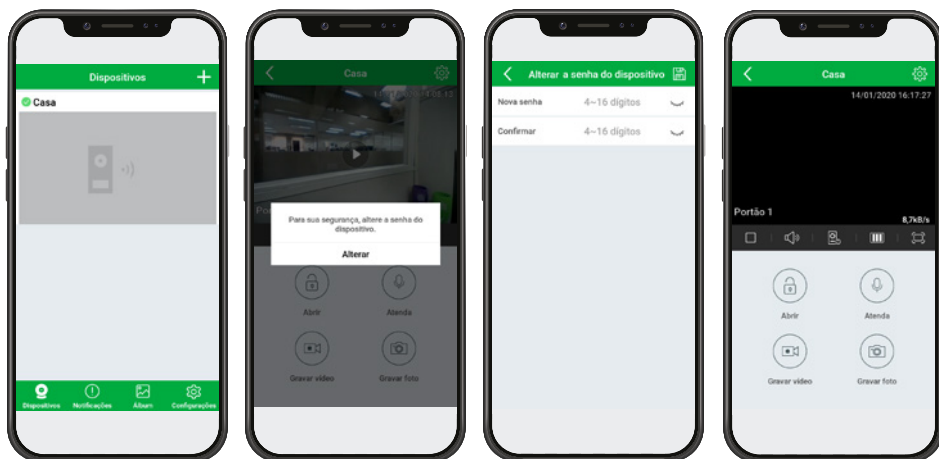 Dispositivos
Casa
Dispositivos Notificações Álbum Configurações
Casa
Para sua segurança, altere a senha do
dispositivo.
Alterar
Abrir Atenda
Gravar vídeo Gravar foto
Alterar a senha do dispositivo
Nova senha 4~16 dígitos
Confirmar 4~16 dígitos
Casa
14/01/2020 16:17:27
Portão 1
8,7kB/s
Abrir Atenda
Gravar vídeo Gravar foto